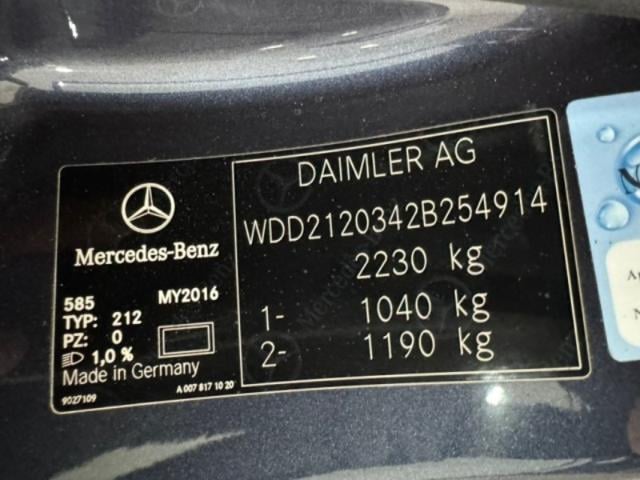 Mercedes-Benz
585 MY2016
TYP: 212
PZ: 0
1,0 %
Made in Germany
9027109 A 007 817 10 20
DAIMLER AG
WDD2120342B254914
2230 kg
1- 1040 kg
2- 1190 kg